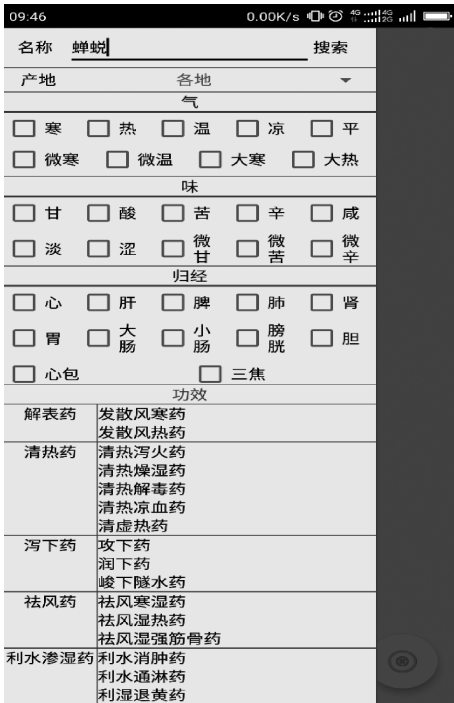 09:46 0.00K/s 4G 4G 2G
名称 蝉蜕 搜索
产地 各地
气
寒 热 温 凉 平
微寒 微温 大寒 大热
味
甘 酸 苦 辛 咸
淡 涩 微甘 微苦 微辛
归经
心 肝 脾 肺 肾
胃 大肠 小肠 膀胱 胆
心包 三焦
功效
解表药 发散风寒药
发散风热药
清热药 清热泻火药
清热燥湿药
清热解毒药
清热凉血药
清虚热药
泻下药 攻下药
润下药
峻下隧水药
祛风药 祛风寒湿药
祛风湿热药
祛风湿强筋骨药
利水渗湿药 利水消肿药
利水通淋药
利湿退黄药